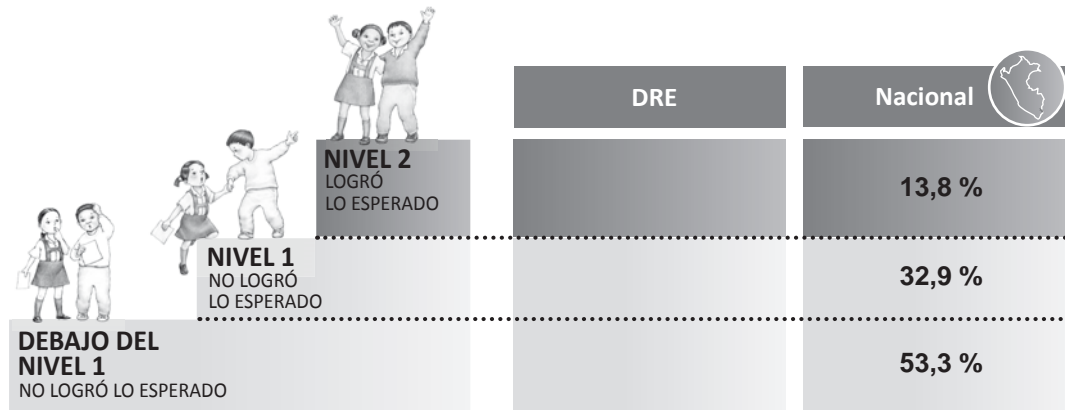 DRE
Nacional
NIVEL 2
LOGRÓ
LO ESPERADO
13,8 %
NIVEL 1
NO LOGRÓ
LO ESPERADO
32,9 %
DEBAJO DEL
NIVEL 1
NO LOGRÓ LO ESPERADO
53,3 %